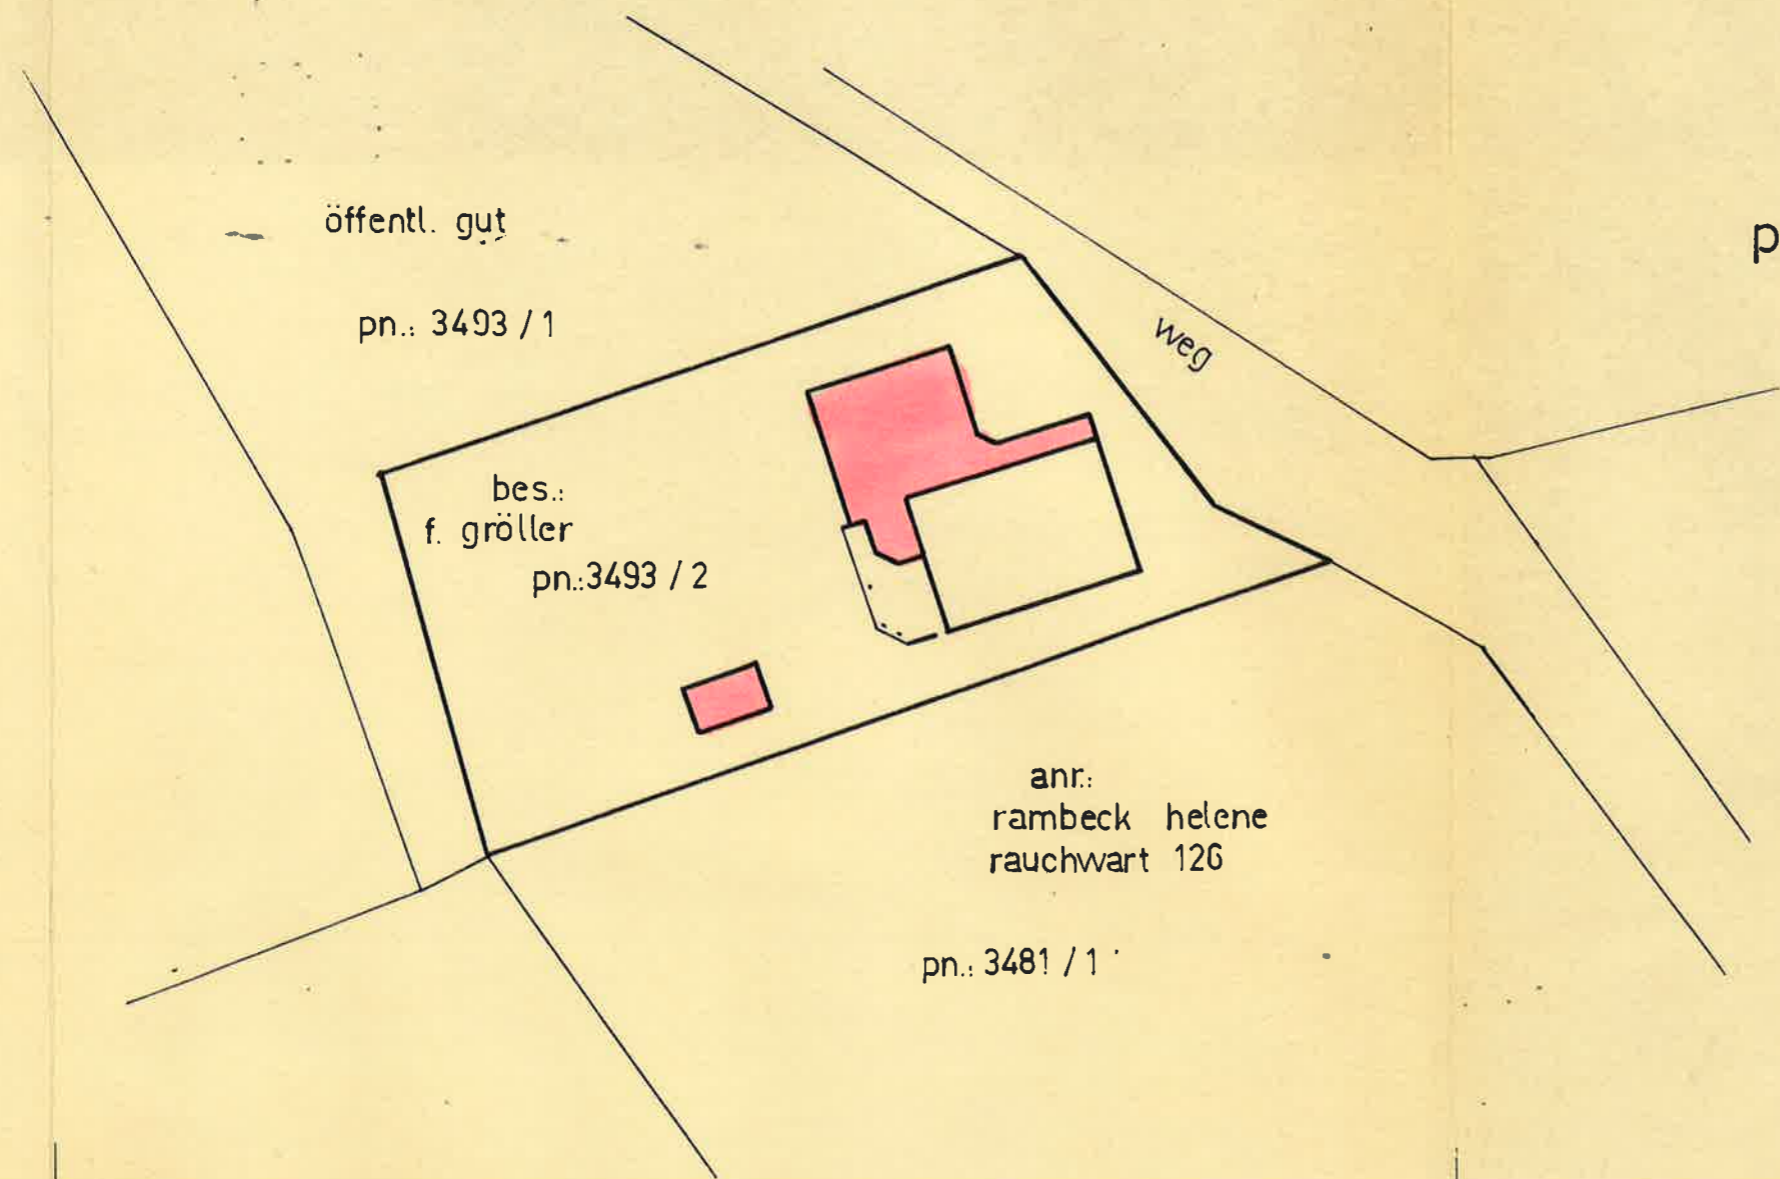 öffentl. gut
pn.: 3493 / 1
weg
p
bes.:
f. gröller
pn.: 3493 / 2
anr.:
rambeck helene
rauchwart 126
pn.: 3481 / 1